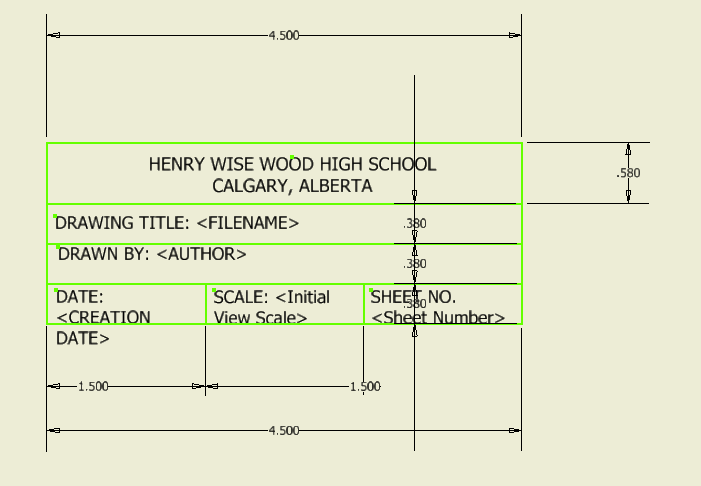 4.500
HENRY WISE WOOD HIGH SCHOOL
CALGARY, ALBERTA
.580
DRAWING TITLE: <FILENAME>
.380
DRAWN BY: <AUTHOR>
.380
DATE:
<CREATION
DATE>
SCALE: <Initial
View Scale>
SHEET NO.
<Sheet Number>
.380
1.500
1.500
4.500